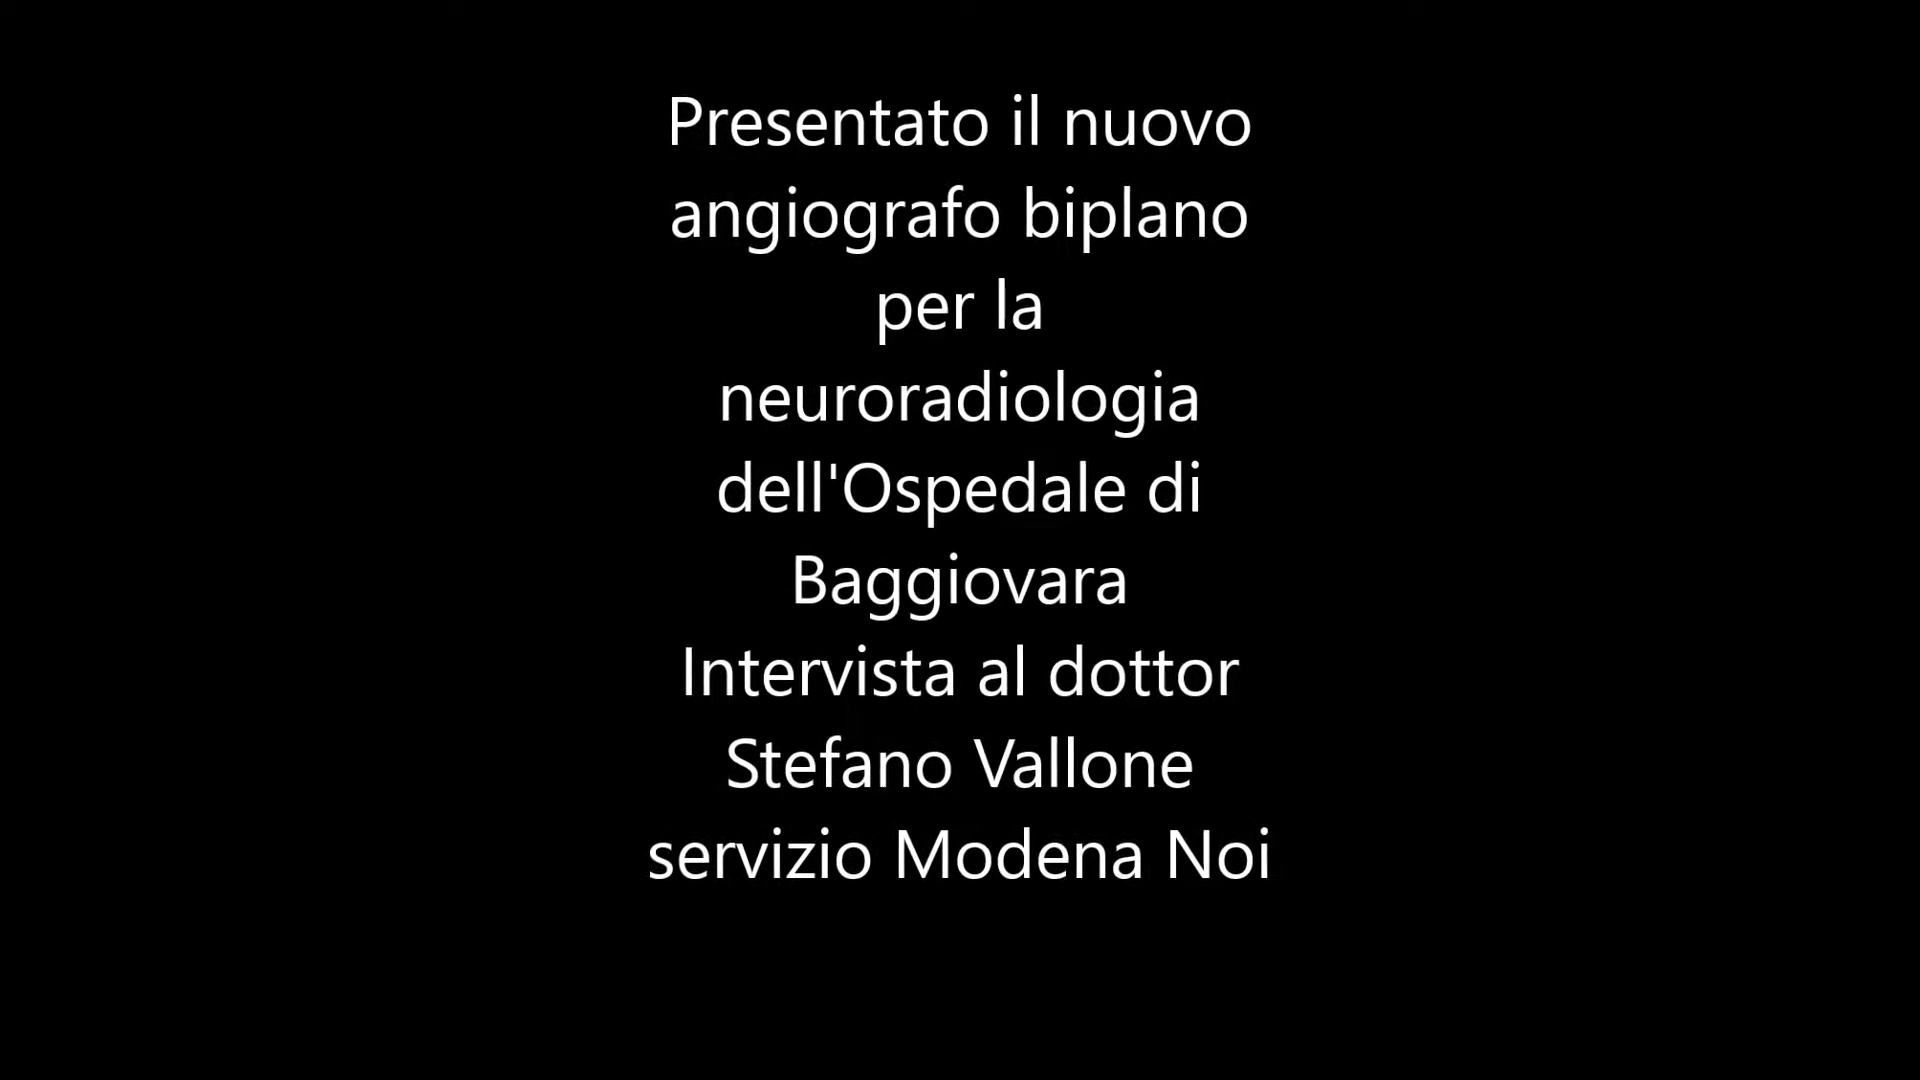 Presentato il nuovo
angiografo biplano
per la
neuroradiologia
dell'Ospedale di
Baggiovara
Intervista al dottor
Stefano Vallone
servizio Modena Noi